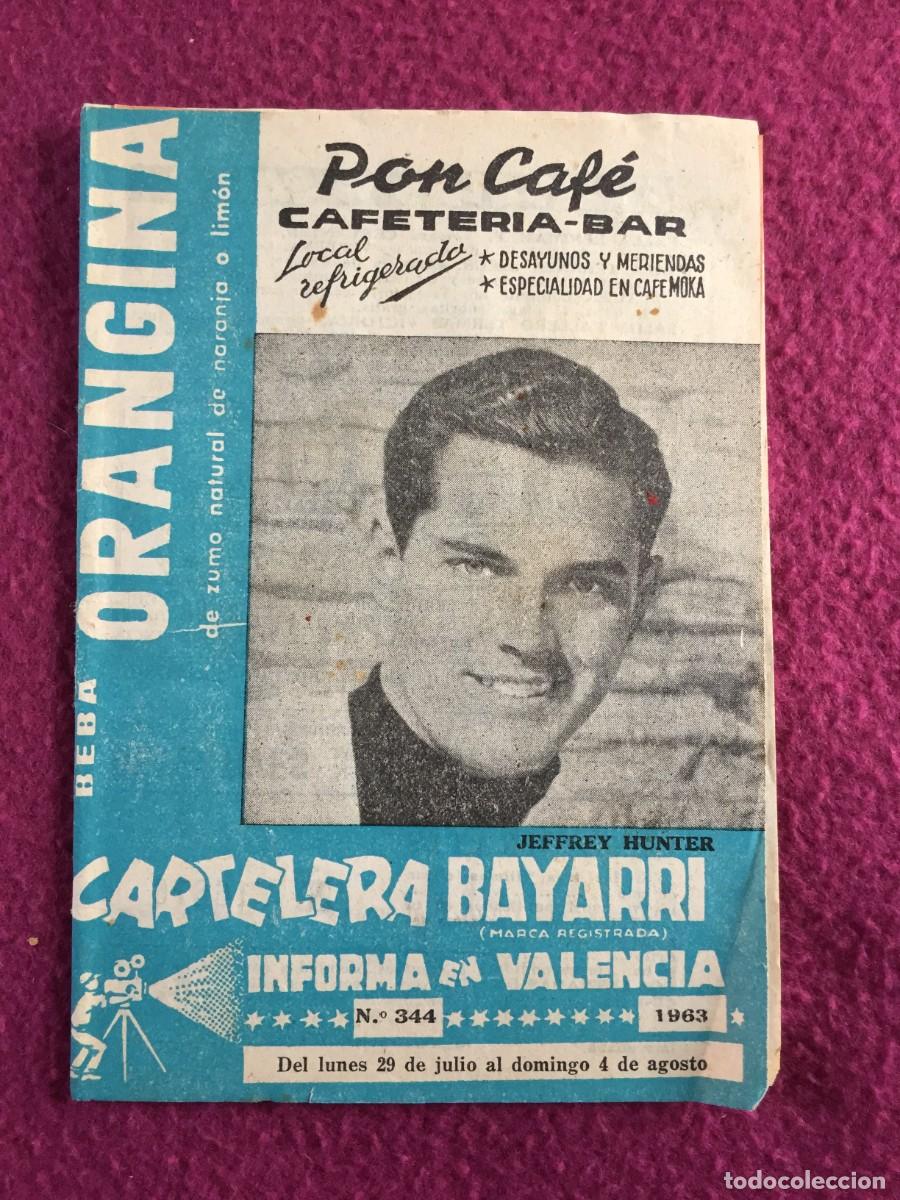 BEBA ORANGINA
de zumo natural de naranja o limón
Pon Café
CAFETERIA-BAR
Local refrigerado
* DESAYUNOS Y MERIENDAS
* ESPECIALIDAD EN CAFE MOKA
JEFFREY HUNTER
CARTELERA BAYARRI
(MARCA REGISTRADA)
INFORMA EN VALENCIA
N.º 344
1963
Del lunes 29 de julio al domingo 4 de agosto
todocoleccion